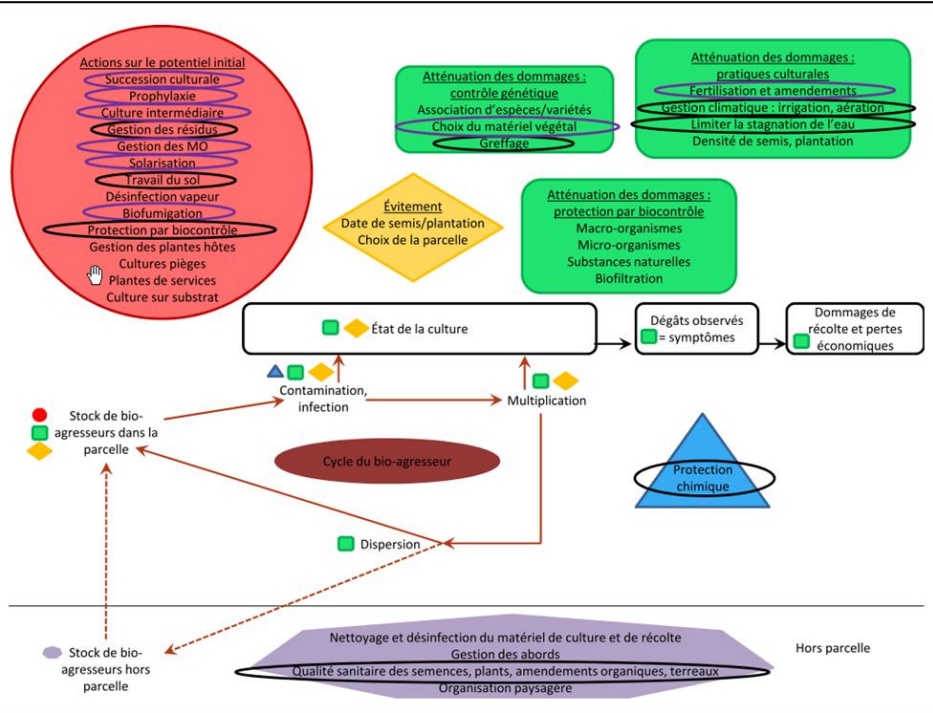 Actions sur le potentiel initial
Succession culturale
Prophylaxie
Culture intermédiaire
Gestion des résidus
Gestion des MO
Solarisation
Travail du sol
Désinfection vapeur
Biofumigation
Protection par biocontrôle
Gestion des plantes hôtes
Cultures pièges
Plantes de services
Culture sur substrat
Atténuation des dommages :
contrôle génétique
Association d'espèces/variétés
Choix du matériel végétal
Greffage
Atténuation des dommages :
pratiques culturales
Fertilisation et amendements
Gestion climatique : irrigation, aération
Limiter la stagnation de l'eau
Densité de semis, plantation
Évitement
Date de semis/plantation
Choix de la parcelle
Atténuation des dommages :
protection par biocontrôle
Macro-organismes
Micro-organismes
Substances naturelles
Biofiltration
État de la culture
Dégâts observés
= symptômes
Dommages de
récolte et pertes
économiques
Contamination,
infection
Multiplication
Stock de bio-
agresseurs dans la
parcelle
Cycle du bio-agresseur
Protection
chimique
Dispersion
Stock de bio-
agresseurs hors
parcelle
Nettoyage et désinfection du matériel de culture et de récolte
Gestion des abords
Qualité sanitaire des semences, plants, amendements organiques, terreaux
Organisation paysagère
Hors parcelle